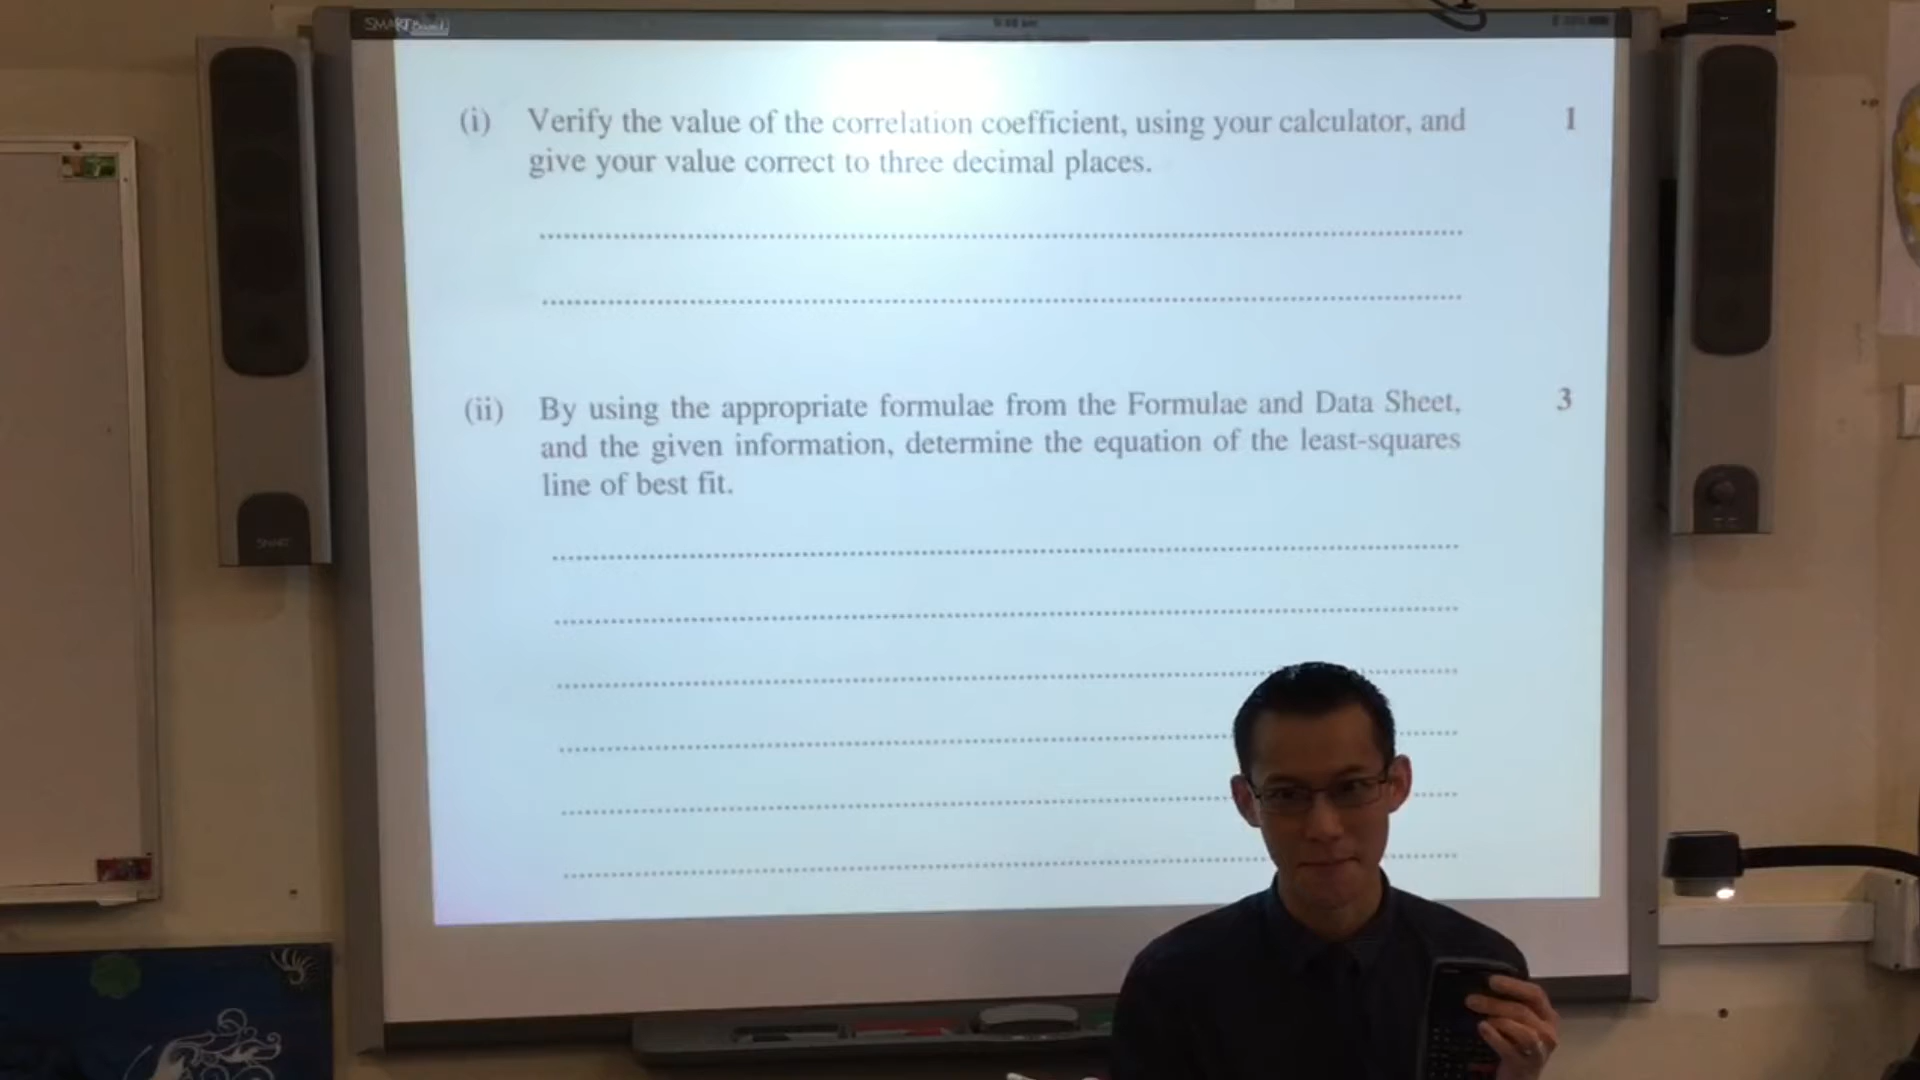 (i) Verify the value of the correlation coefficient, using your calculator, and 1
give your value correct to three decimal places.
(ii) By using the appropriate formulae from the Formulae and Data Sheet, 3
and the given information, determine the equation of the least-squares
line of best fit.
SMART